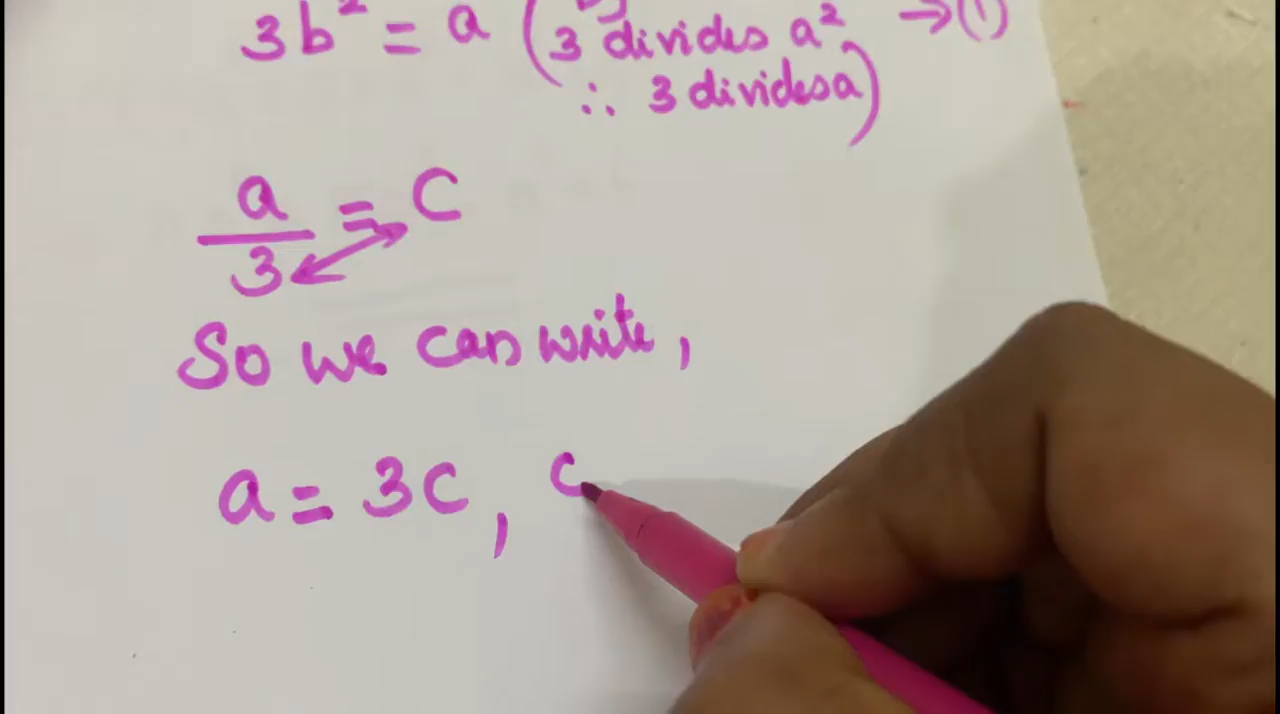 3b² = a (3 divides a² → (1)
∴ 3 divides a)
a/3 = C
So we can write,
a = 3c, c